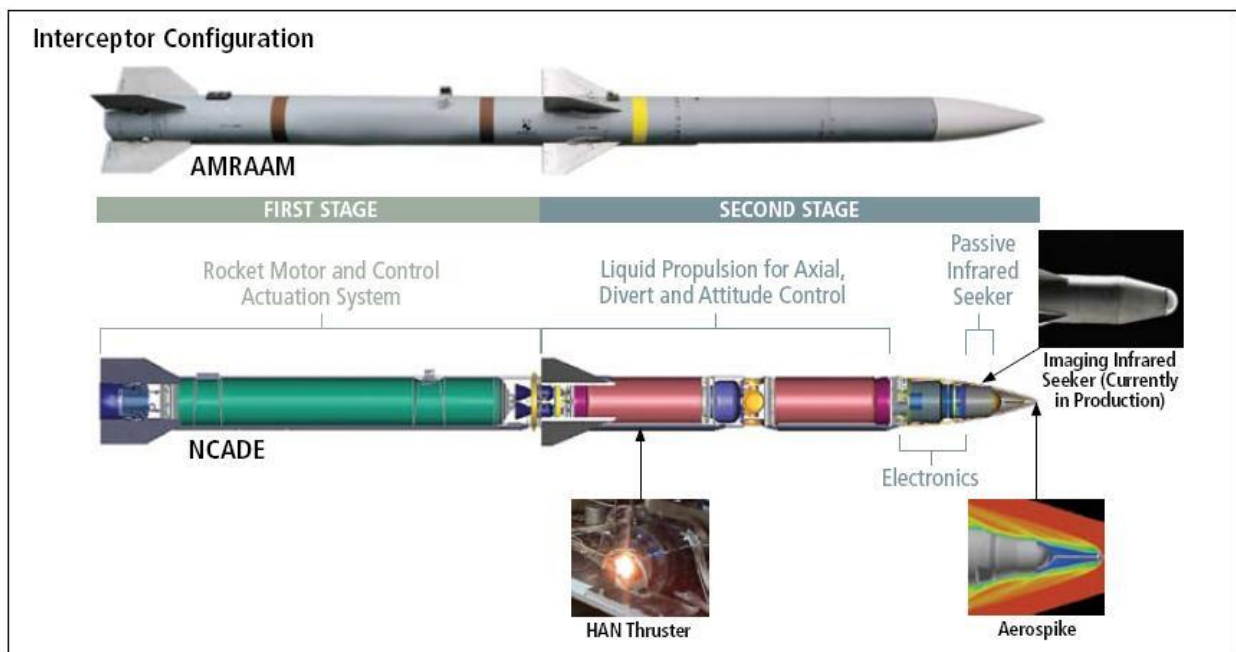 Interceptor Configuration
AMRAAM
FIRST STAGE
SECOND STAGE
Rocket Motor and Control
Actuation System
Liquid Propulsion for Axial,
Divert and Attitude Control
Passive
Infrared
Seeker
Imaging Infrared
Seeker (Currently
in Production)
NCADE
Electronics
HAN Thruster
Aerospike